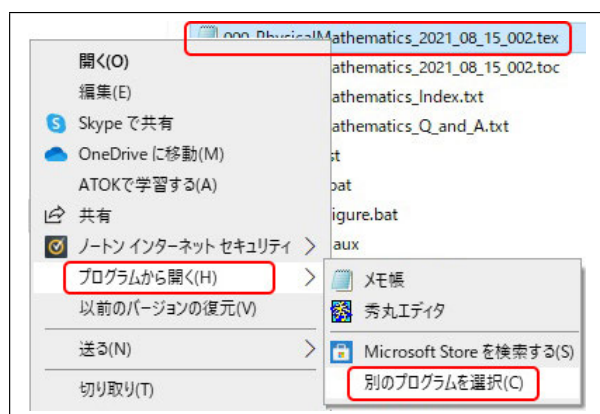 000_PhysicalMathematics_2021_08_15_002.tex
開く(O)
athematics_2021_08_15_002.toc
編集(E)
athematics_Index.txt
Skype で共有
athematics_Q_and_A.txt
OneDrive に移動(M)
st
ATOKで学習する(A)
bat
共有
igure.bat
ノートン インターネット セキュリティ
aux
プログラムから開く(H)
メモ帳
以前のバージョンの復元(V)
秀丸エディタ
送る(N)
Microsoft Store を検索する(S)
別のプログラムを選択(C)
切り取り(T)